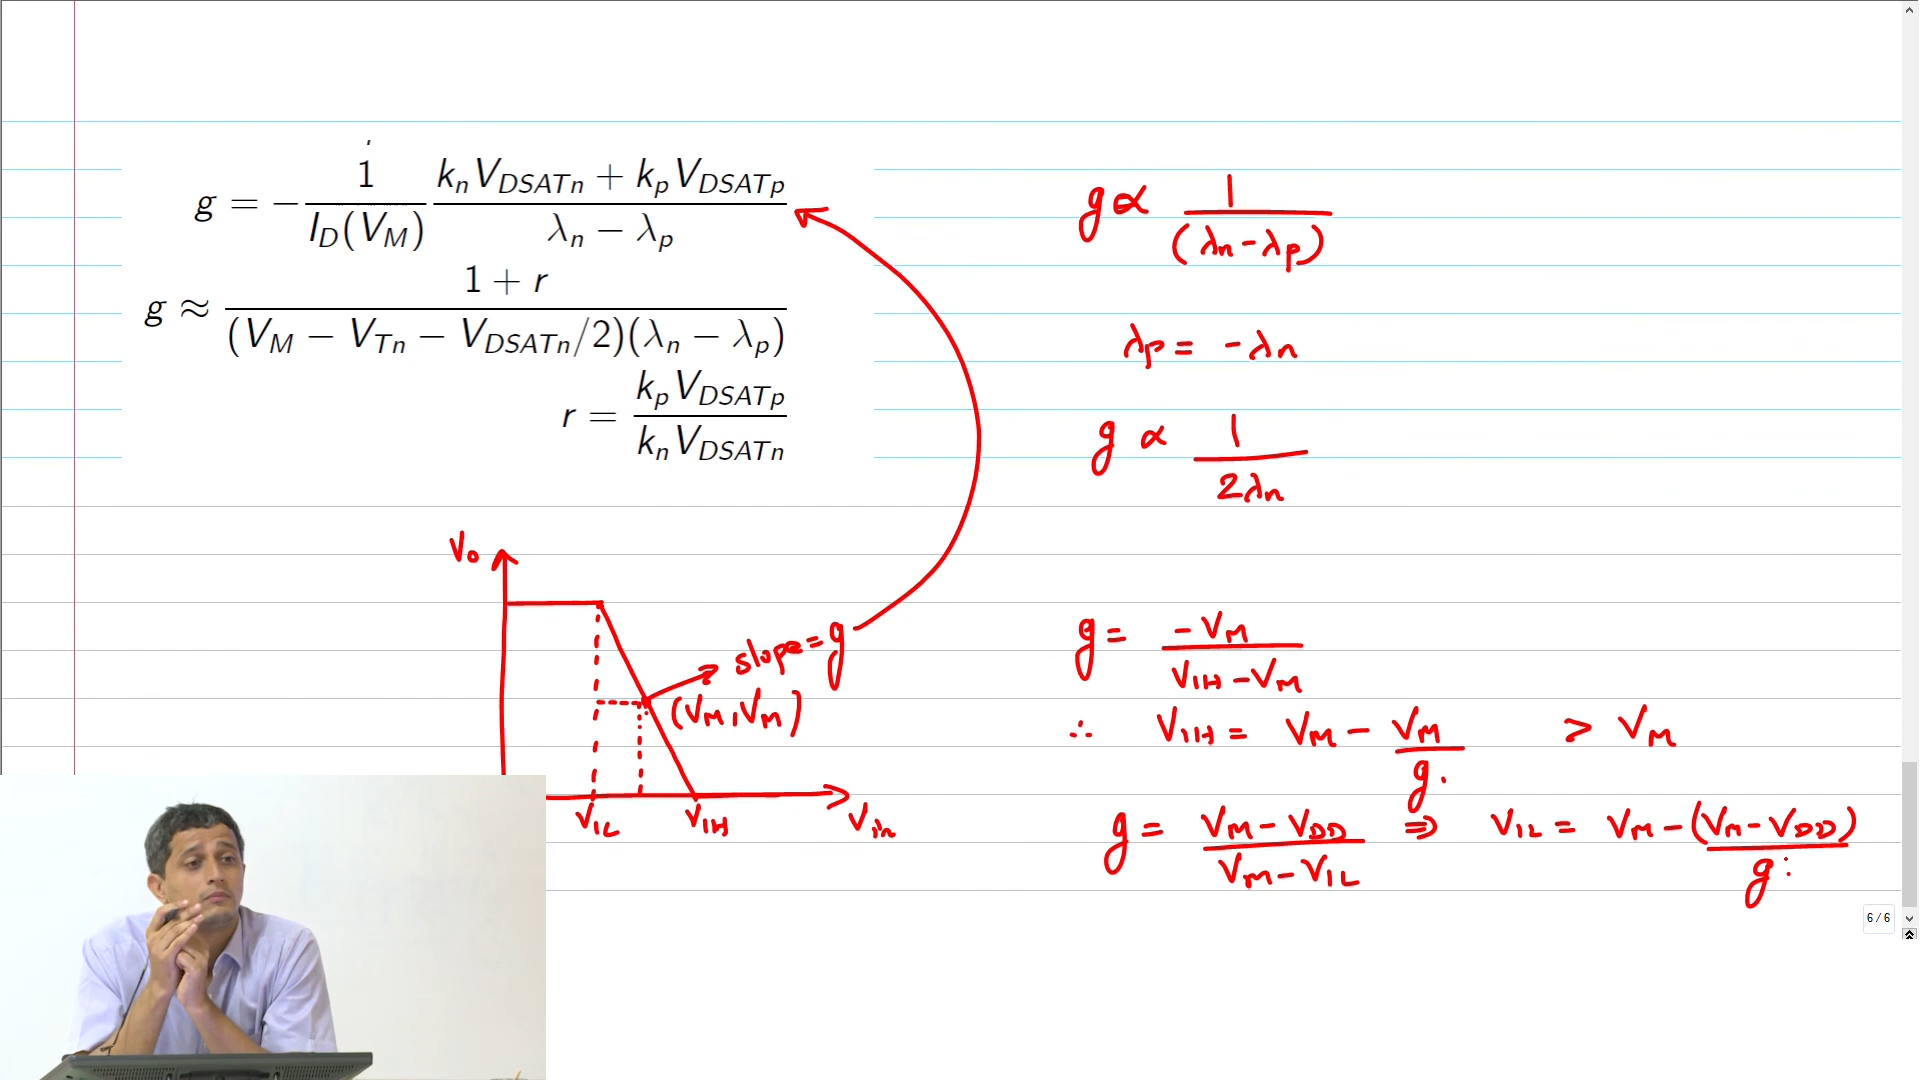 g = − 1 / I_D(V_M) · (k_n V_DSATn + k_p V_DSATp) / (λ_n − λ_p)
g ≈ (1 + r) / ((V_M − V_Tn − V_DSATn/2)(λ_n − λ_p))
r = k_p V_DSATp / k_n V_DSATn
g ∝ 1 / (λn − λp)
λp = − λn
g ∝ 1 / 2λn
V₀
slope = g
(VM, VM)
VIL
VIH
Vin
g = −VM / (VIH − VM)
∴ VIH = VM − VM / g. > VM
g = (VM − VDD) / (VM − VIL) ⇒ VIL = VM − (VM − VDD) / g
6 / 6